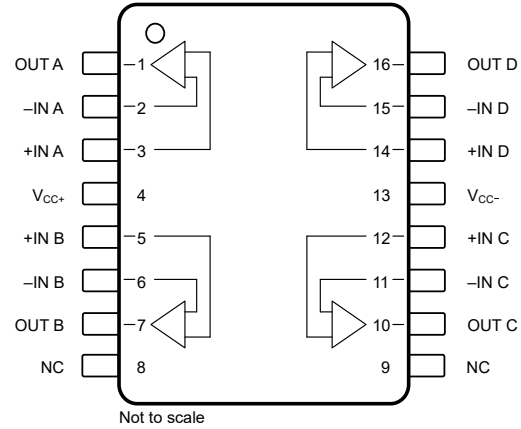 OUT A 1 16 OUT D
–IN A 2 15 –IN D
+IN A 3 14 +IN D
VCC+ 4 13 VCC–
+IN B 5 12 +IN C
–IN B 6 11 –IN C
OUT B 7 10 OUT C
NC 8 9 NC
Not to scale